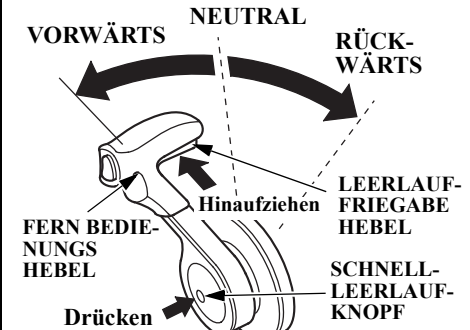 NEUTRAL
VORWÄRTS
RÜCK-
WÄRTS
Hinaufziehen
LEERLAUF-
FRIEGABE
HEBEL
FERN BEDIE-
NUNGS
HEBEL
SCHNELL-
LEERLAUF-
KNOPF
Drücken